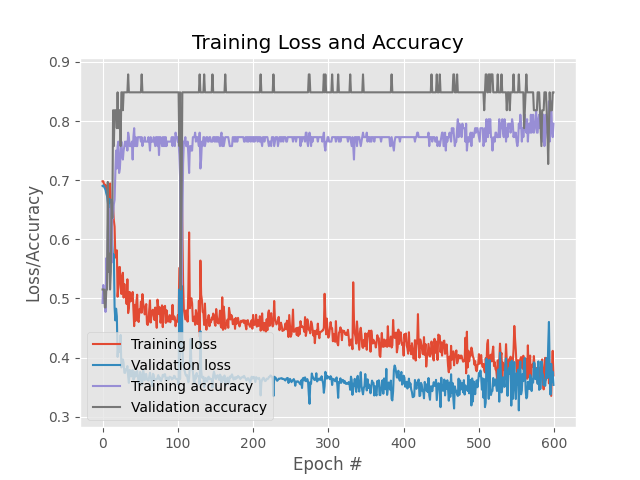 Training Loss and Accuracy
Loss/Accuracy
0.9
0.8
0.7
0.6
0.5
0.4
0.3
Training loss
Validation loss
Training accuracy
Validation accuracy
0 100 200 300 400 500 600
Epoch #